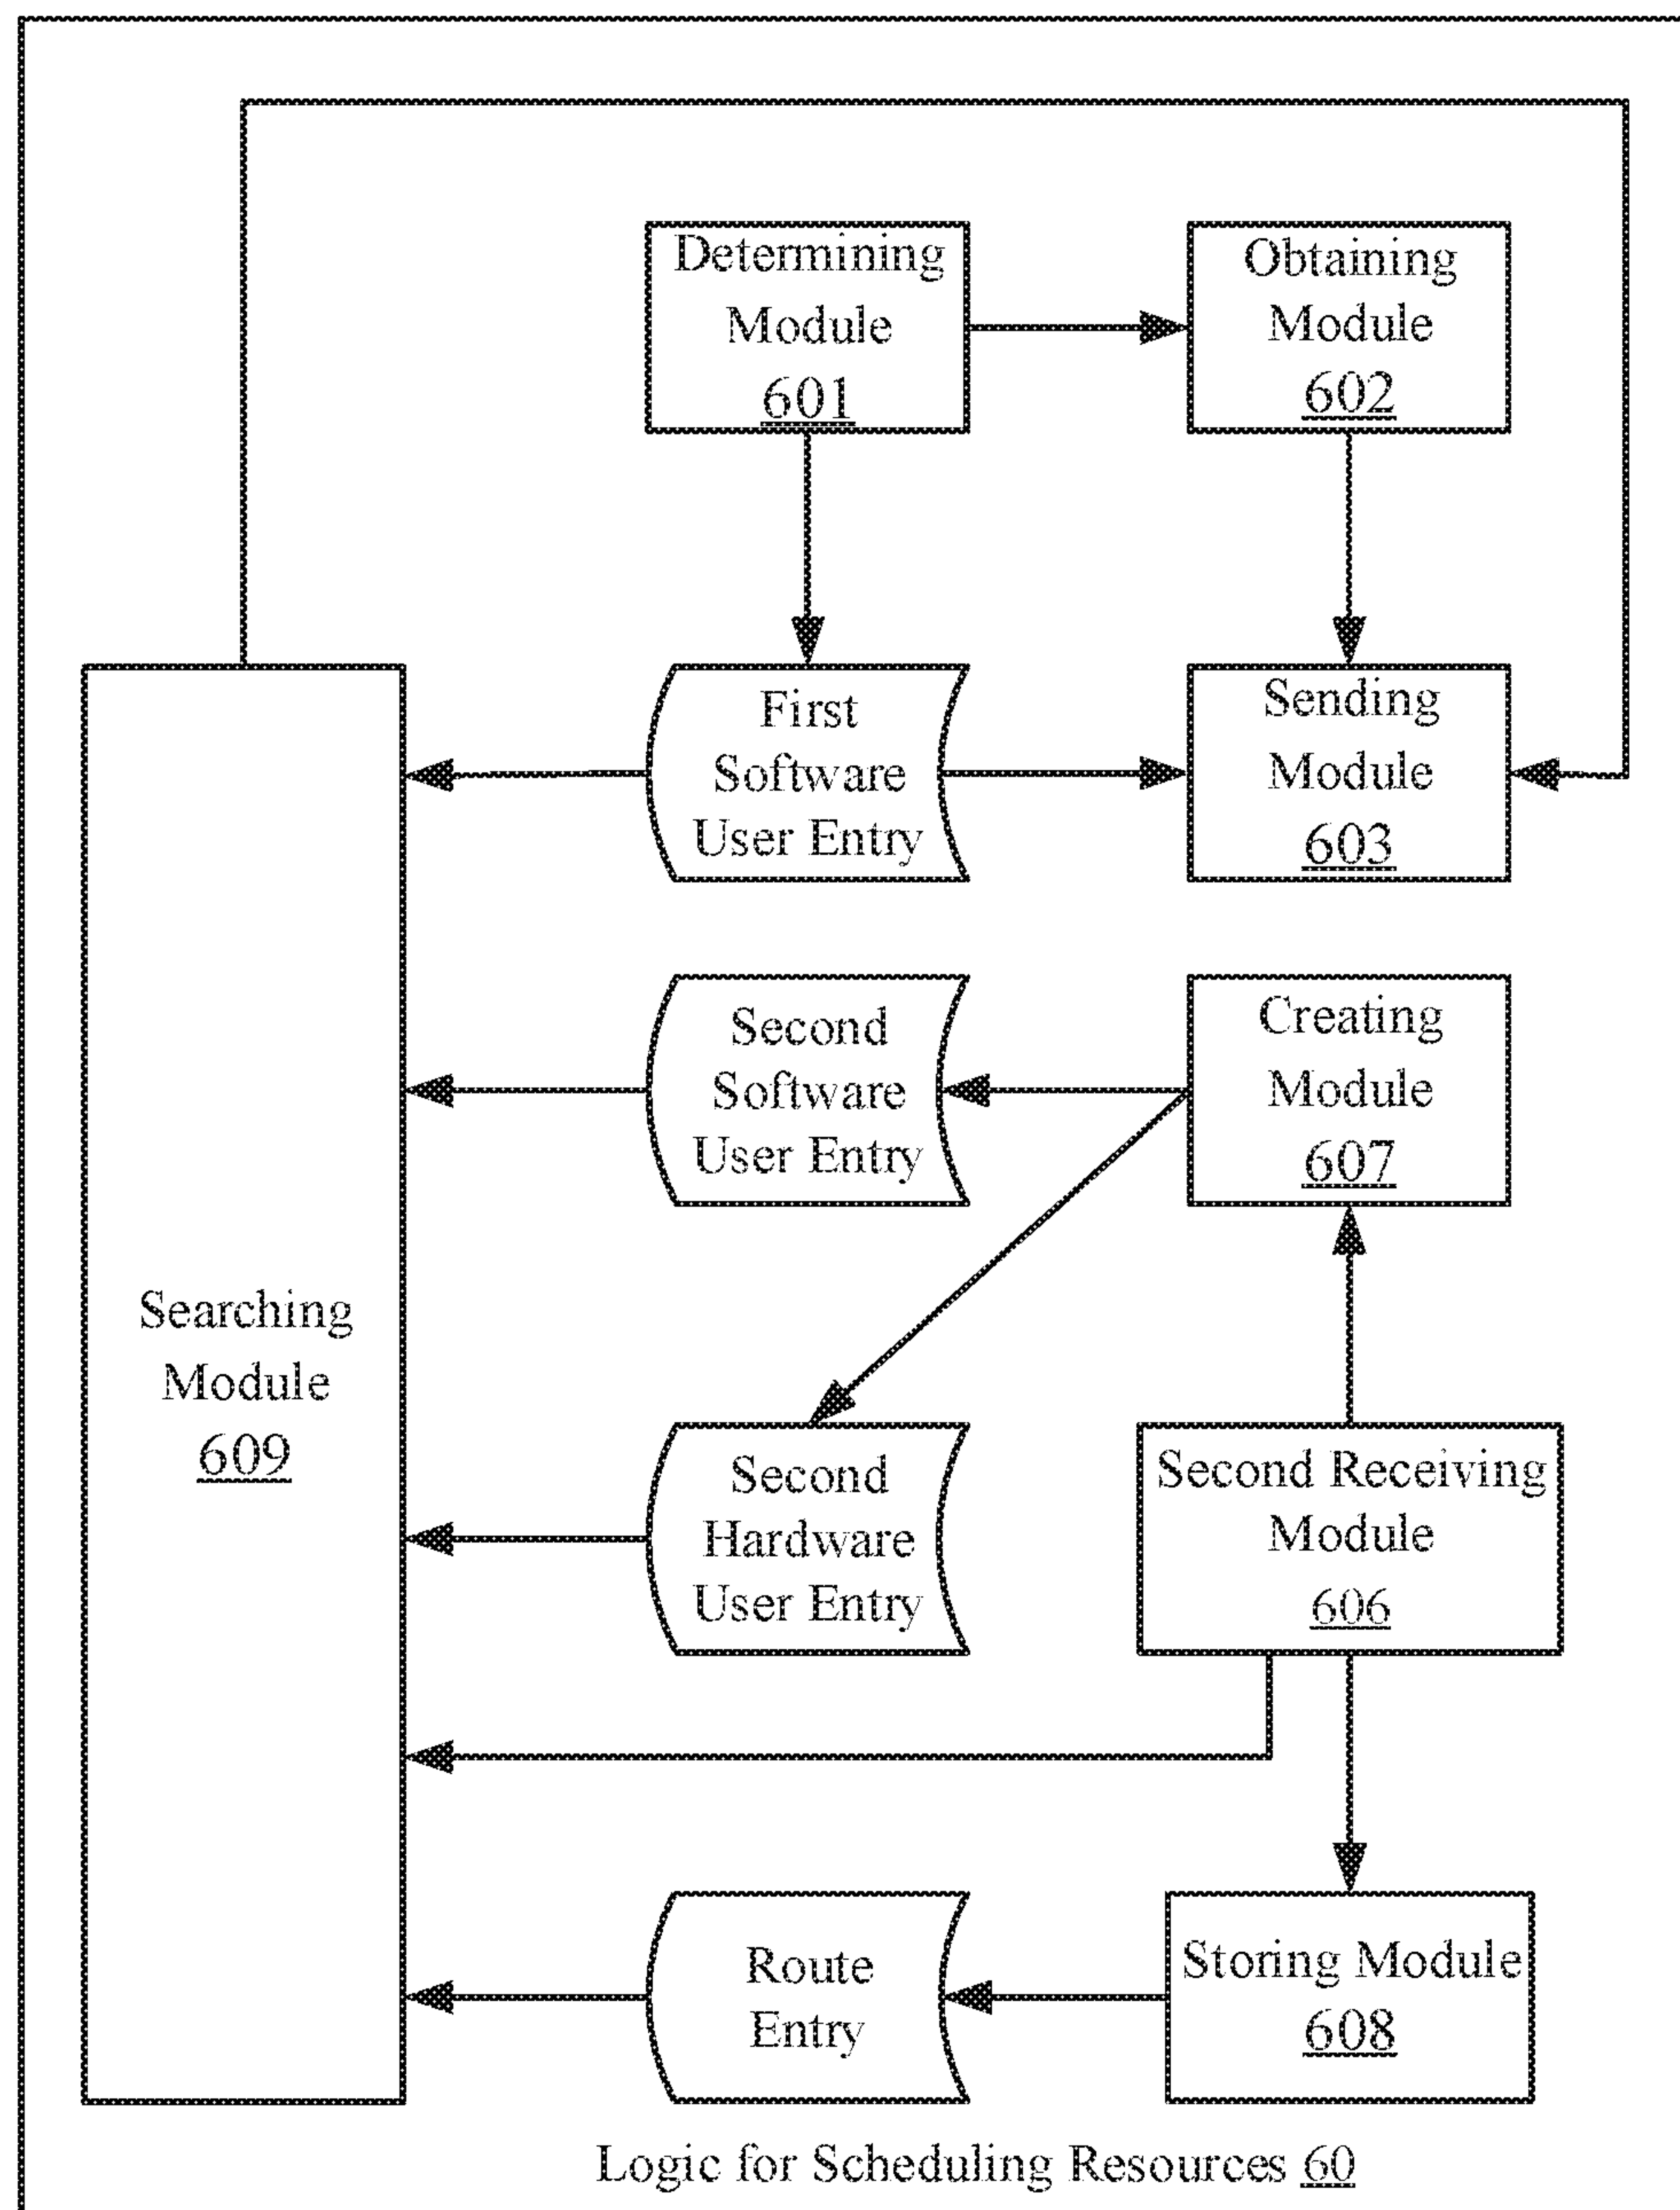 Determining
Module
601
Obtaining
Module
602
First
Software
User Entry
Sending
Module
603
Second
Software
User Entry
Creating
Module
607
Searching
Module
609
Second
Hardware
User Entry
Second Receiving
Module
606
Route
Entry
Storing Module
608
Logic for Scheduling Resources 60